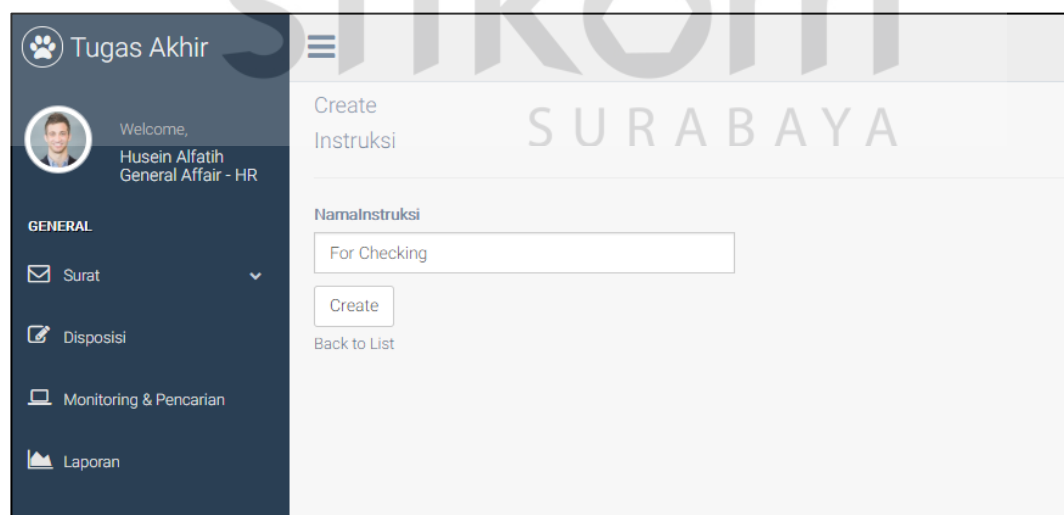 Tugas Akhir
Welcome,
Husein Alfatih
General Affair - HR
GENERAL
Surat
Disposisi
Monitoring & Pencarian
Laporan
SURABAYA
Create
Instruksi
NamaInstruksi
For Checking
Create
Back to List